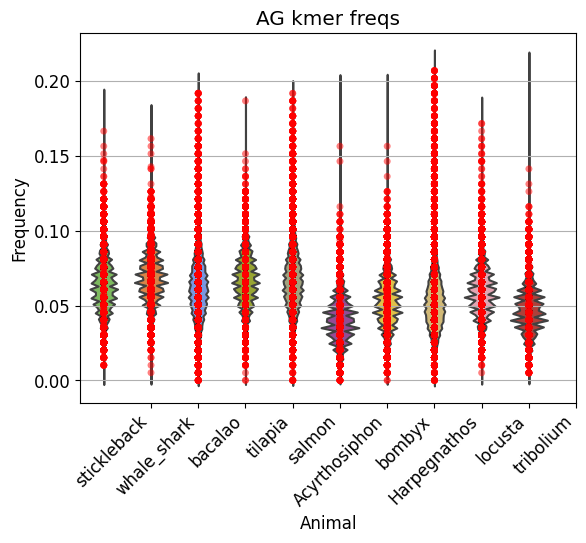 AG kmer freqs
Frequency
0.20
0.15
0.10
0.05
0.00
stickleback
whale_shark
bacalao
tilapia
salmon
Acyrthosiphon
bombyx
Harpegnathos
locusta
tribolium
Animal